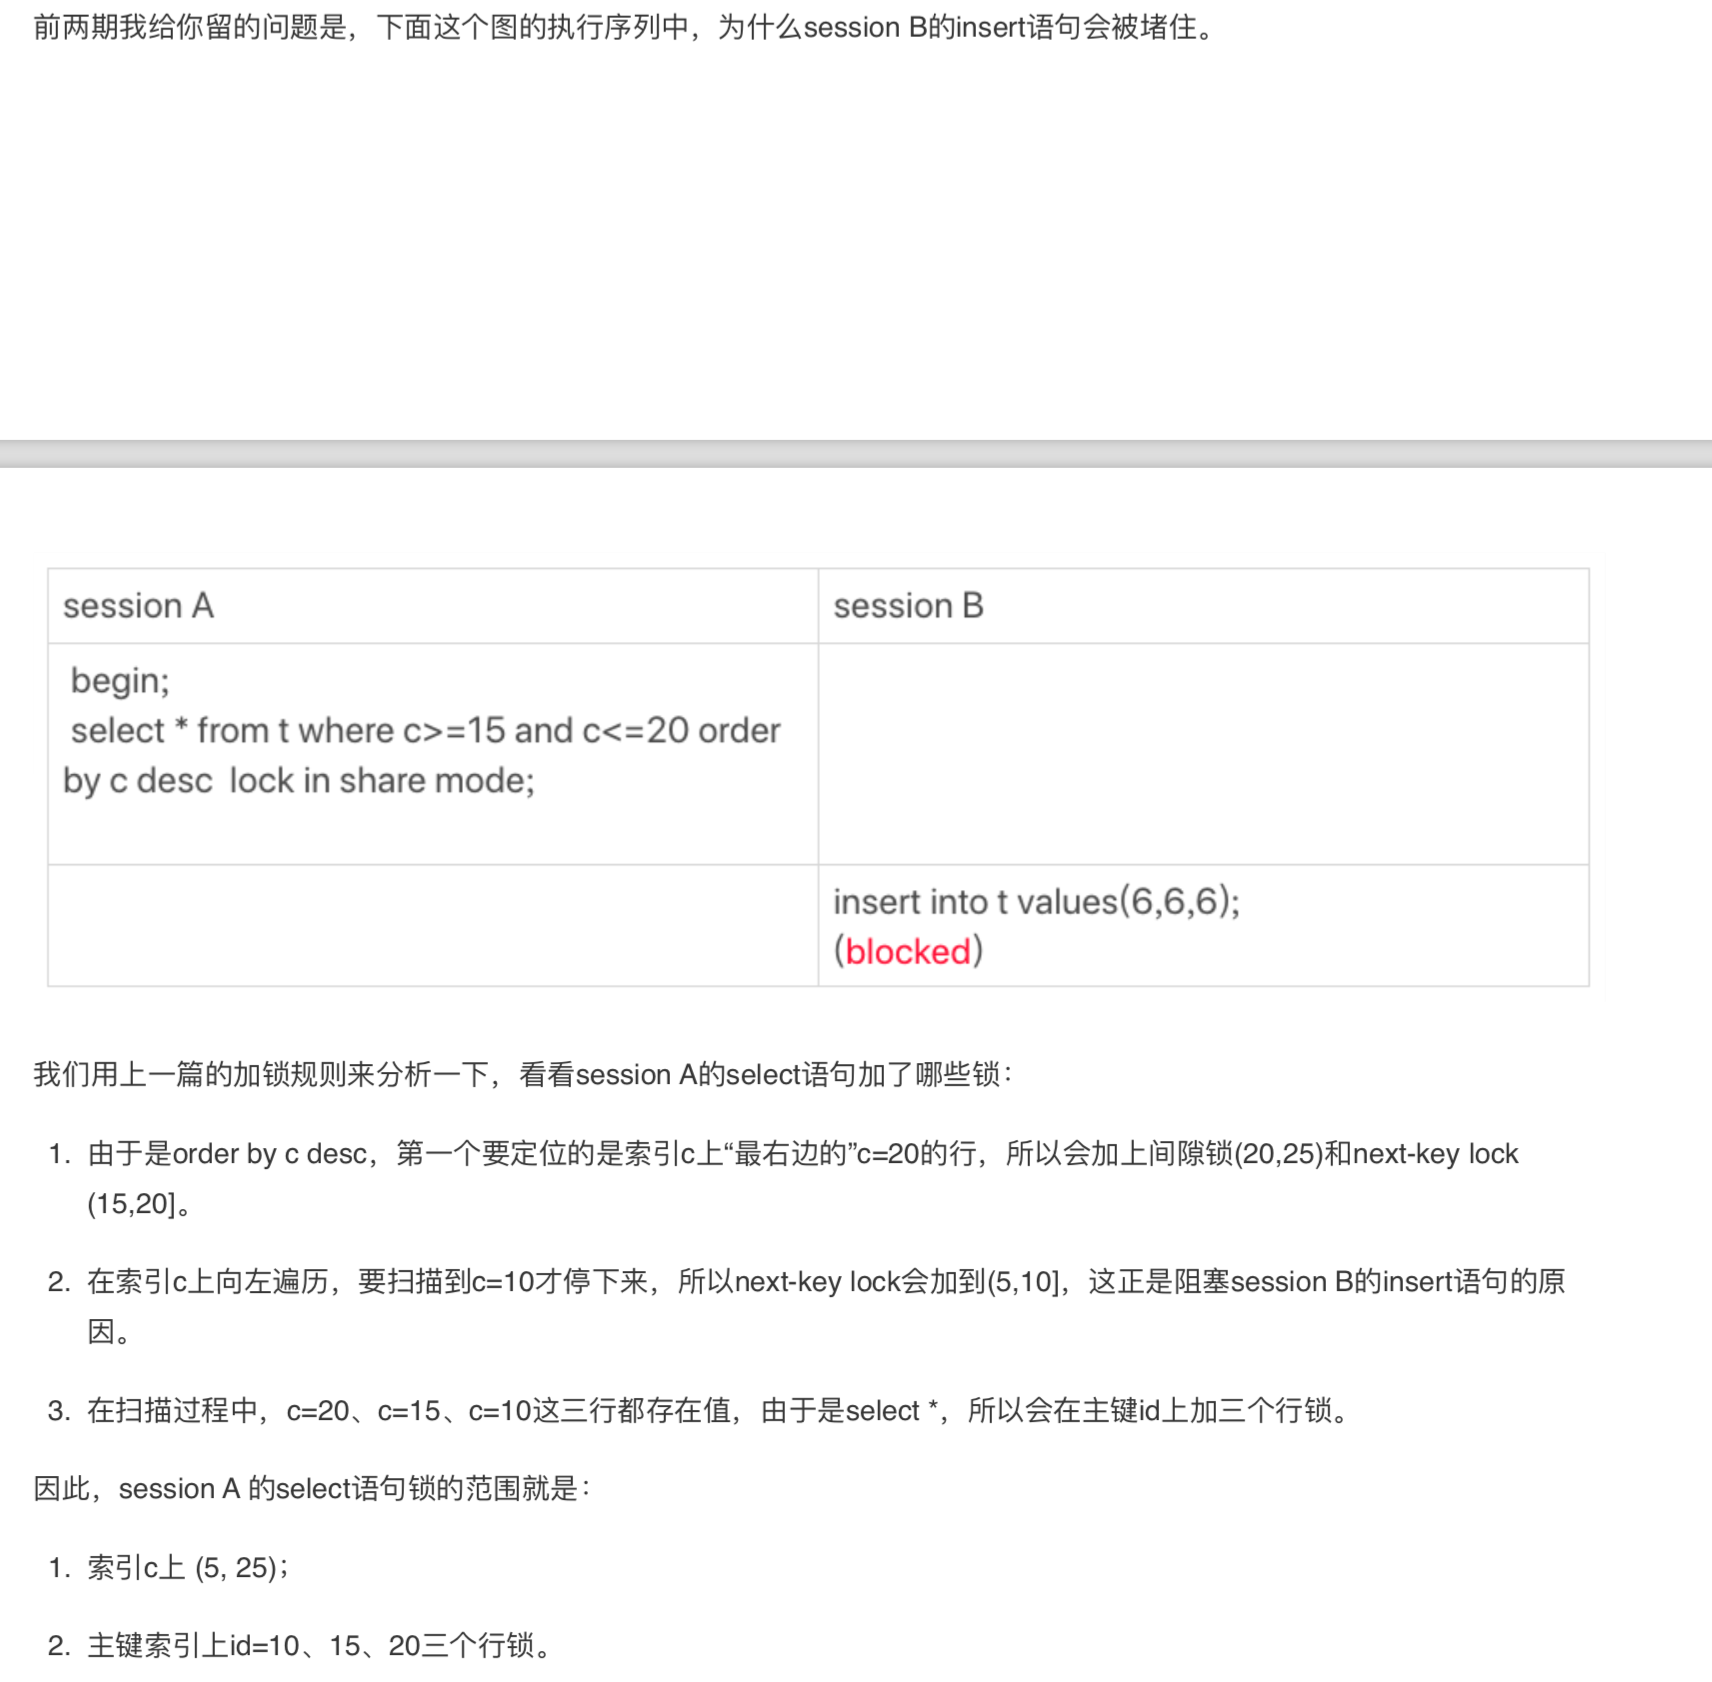 前两期我给你留的问题是，下面这个图的执行序列中，为什么session B的insert语句会被堵住。
session A
session B
begin;
select * from t where c>=15 and c<=20 order
by c desc  lock in share mode;
insert into t values(6,6,6);
(blocked)
我们用上一篇的加锁规则来分析一下，看看session A的select语句加了哪些锁：
1. 由于是order by c desc，第一个要定位的是索引c上“最右边的”c=20的行，所以会加上间隙锁(20,25)和next-key lock
(15,20]。
2. 在索引c上向左遍历，要扫描到c=10才停下来，所以next-key lock会加到(5,10]，这正是阻塞session B的insert语句的原
因。
3. 在扫描过程中，c=20、c=15、c=10这三行都存在值，由于是select *，所以会在主键id上加三个行锁。
因此，session A 的select语句锁的范围就是：
1. 索引c上 (5, 25)；
2. 主键索引上id=10、15、20三个行锁。